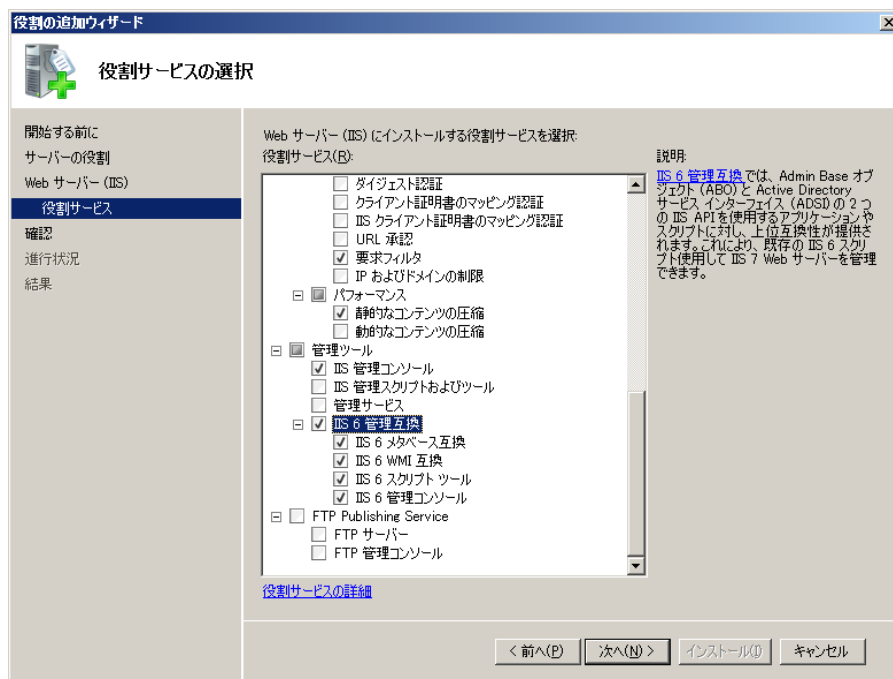 役割の追加ウィザード
役割サービスの選択
開始する前に
サーバーの役割
Web サーバー (IIS)
役割サービス
確認
進行状況
結果
Web サーバー (IIS) にインストールする役割サービスを選択:
役割サービス(R):
ダイジェスト認証
クライアント証明書のマッピング認証
IIS クライアント証明書のマッピング認証
URL 承認
要求フィルタ
IP およびドメインの制限
パフォーマンス
静的なコンテンツの圧縮
動的なコンテンツの圧縮
管理ツール
IIS 管理コンソール
IIS 管理スクリプトおよびツール
管理サービス
IIS 6 管理互換
IIS 6 メタベース互換
IIS 6 WMI 互換
IIS 6 スクリプト ツール
IIS 6 管理コンソール
FTP Publishing Service
FTP サーバー
FTP 管理コンソール
役割サービスの詳細
説明:
IIS 6 管理互換では、Admin Base オブ
ジェクト (ABO) と Active Directory
サービス インターフェイス (ADSI) の 2 つ
の IIS API を使用するアプリケーションや
スクリプトに対し、上位互換性が提供さ
れます。これにより、既存の IIS 6 スクリ
プト使用して IIS 7 Web サーバーを管理
できます。
< 前へ(P)
次へ(N) >
インストール(I)
キャンセル